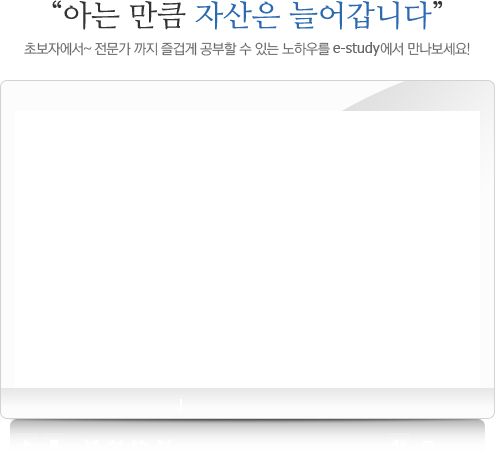 “아는 만큼 자산은 늘어갑니다”
초보자에서~ 전문가 까지 즐겁게 공부할 수 있는 노하우를 e-study에서 만나보세요!